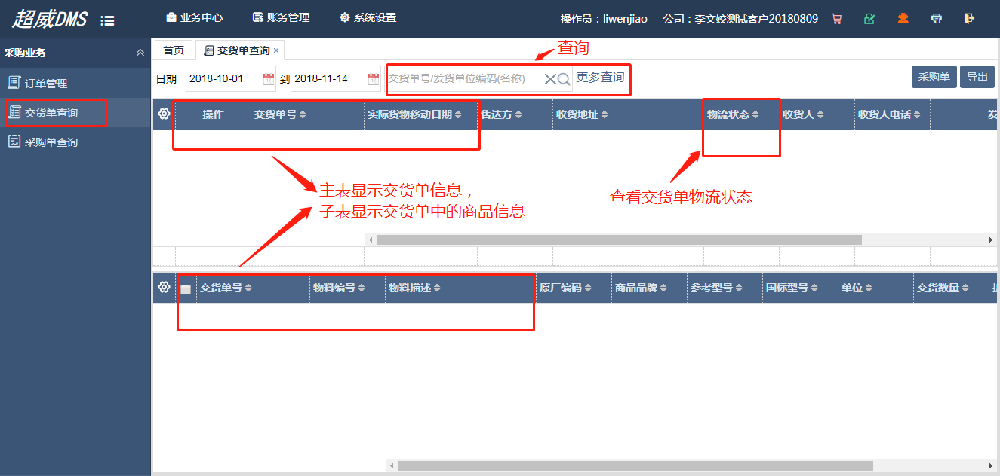 超威DMS 业务中心 账务管理 系统设置 操作员：liwenjiao 公司：李文姣测试客户20180809
采购业务
订单管理
交货单查询
采购单查询
首页 交货单查询 ×
查询
日期 2018-10-01 到 2018-11-14 交货单号/发货单位编码(名称) 更多查询 采购单 导出
操作 交货单号 实际货物移动日期 售达方 收货地址 物流状态 收货人 收货人电话 发
主表显示交货单信息，
子表显示交货单中的商品信息
查看交货单物流状态
交货单号 物料编号 物料描述 原厂编码 商品品牌 参考型号 国标型号 单位 交货数量